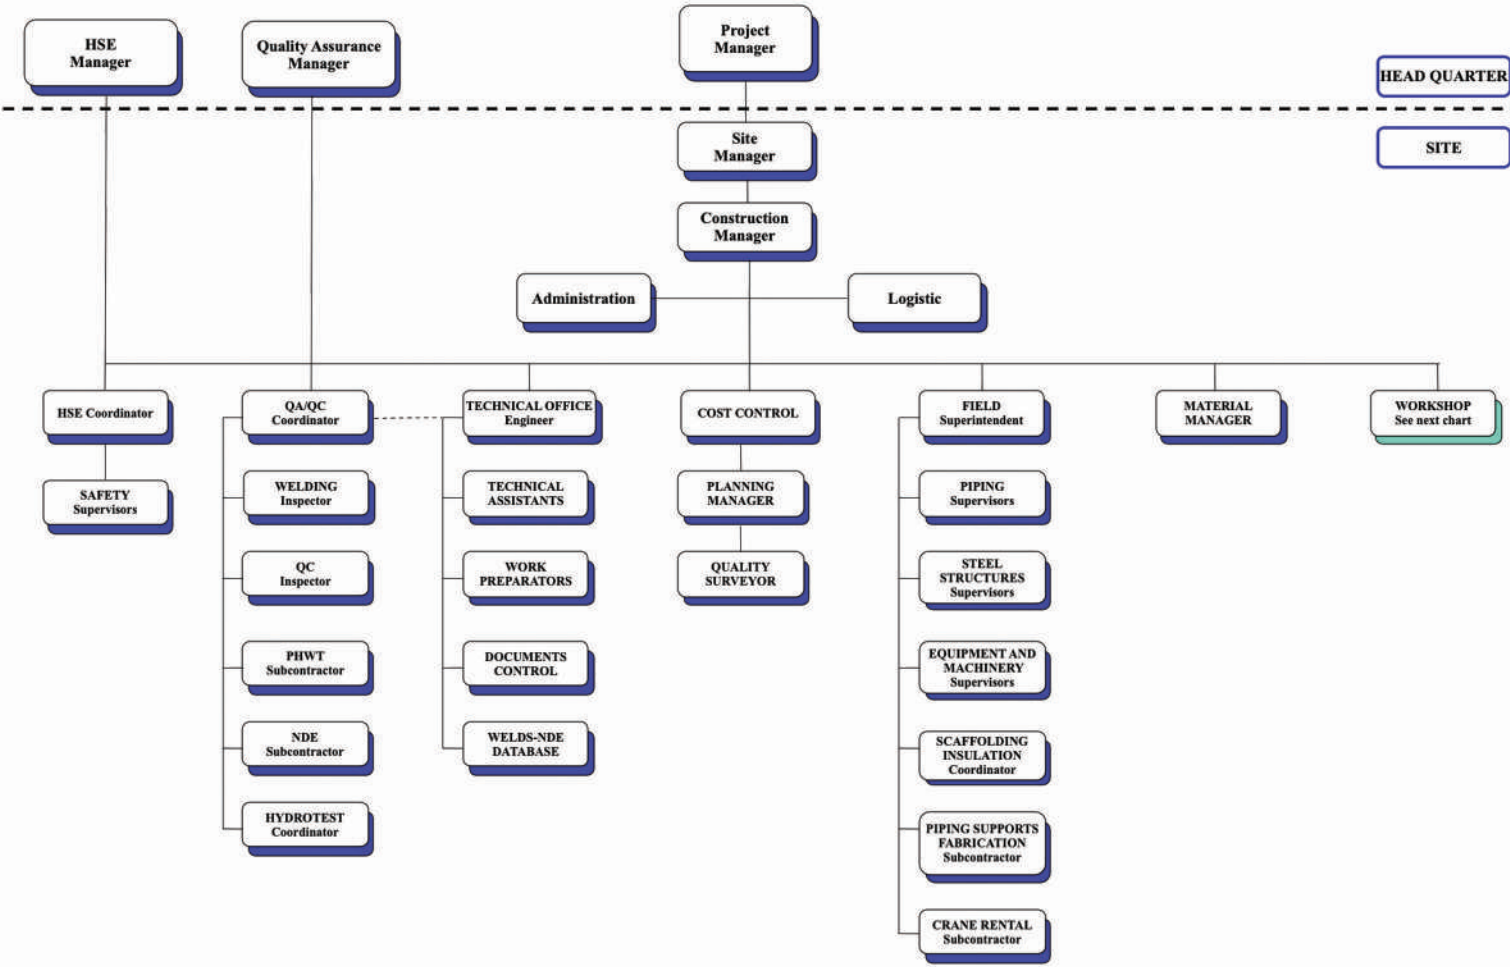 HSE
Manager
Quality Assurance
Manager
Project
Manager
HEAD QUARTER
Site
Manager
SITE
Construction
Manager
Administration
Logistic
HSE Coordinator
QA/QC
Coordinator
TECHNICAL OFFICE
Engineer
COST CONTROL
FIELD
Superintendent
MATERIAL
MANAGER
WORKSHOP
See next chart
SAFETY
Supervisors
WELDING
Inspector
TECHNICAL
ASSISTANTS
PLANNING
MANAGER
PIPING
Supervisors
QC
Inspector
WORK
PREPARATORS
QUALITY
SURVEYOR
STEEL
STRUCTURES
Supervisors
PHWT
Subcontractor
DOCUMENTS
CONTROL
EQUIPMENT AND
MACHINERY
Supervisors
NDE
Subcontractor
WELDS-NDE
DATABASE
SCAFFOLDING
INSULATION
Coordinator
HYDROTEST
Coordinator
PIPING SUPPORTS
FABRICATION
Subcontractor
CRANE RENTAL
Subcontractor